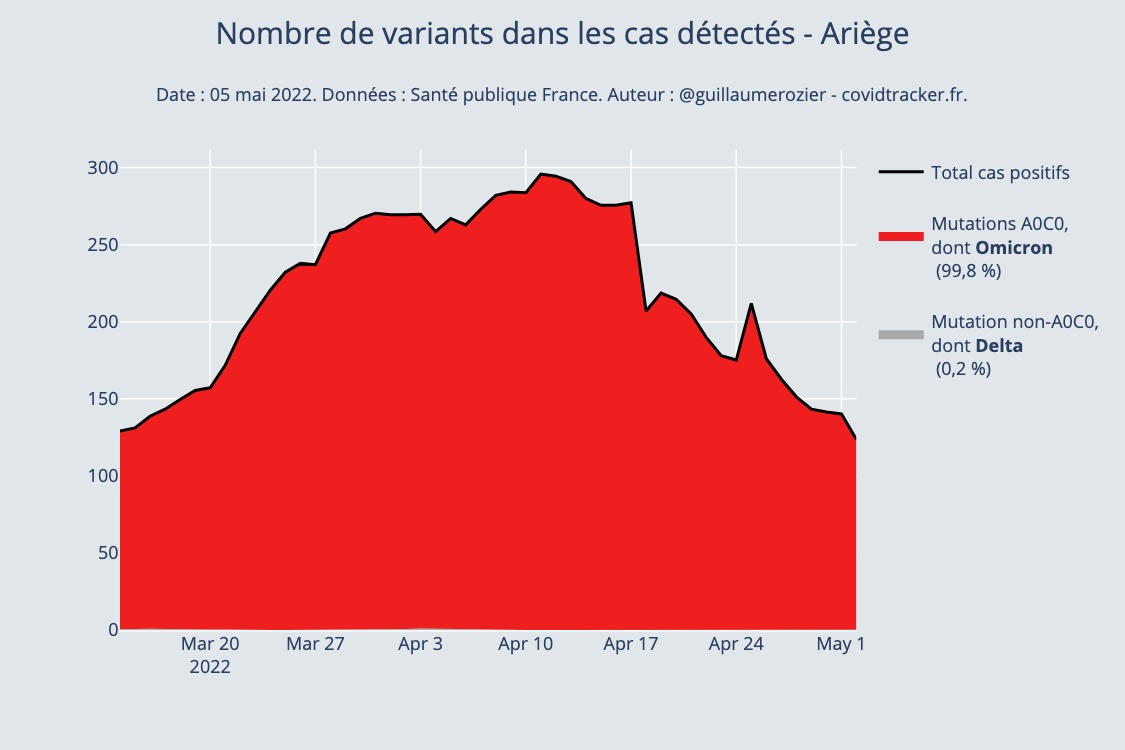 Nombre de variants dans les cas détectés - Ariège
Date : 05 mai 2022. Données : Santé publique France. Auteur : @guillaumerozier - covidtracker.fr.
300
250
200
150
100
50
0
Mar 20
2022
Mar 27
Apr 3
Apr 10
Apr 17
Apr 24
May 1
Total cas positifs
Mutations A0C0,
dont Omicron
(99,8 %)
Mutation non-A0C0,
dont Delta
(0,2 %)